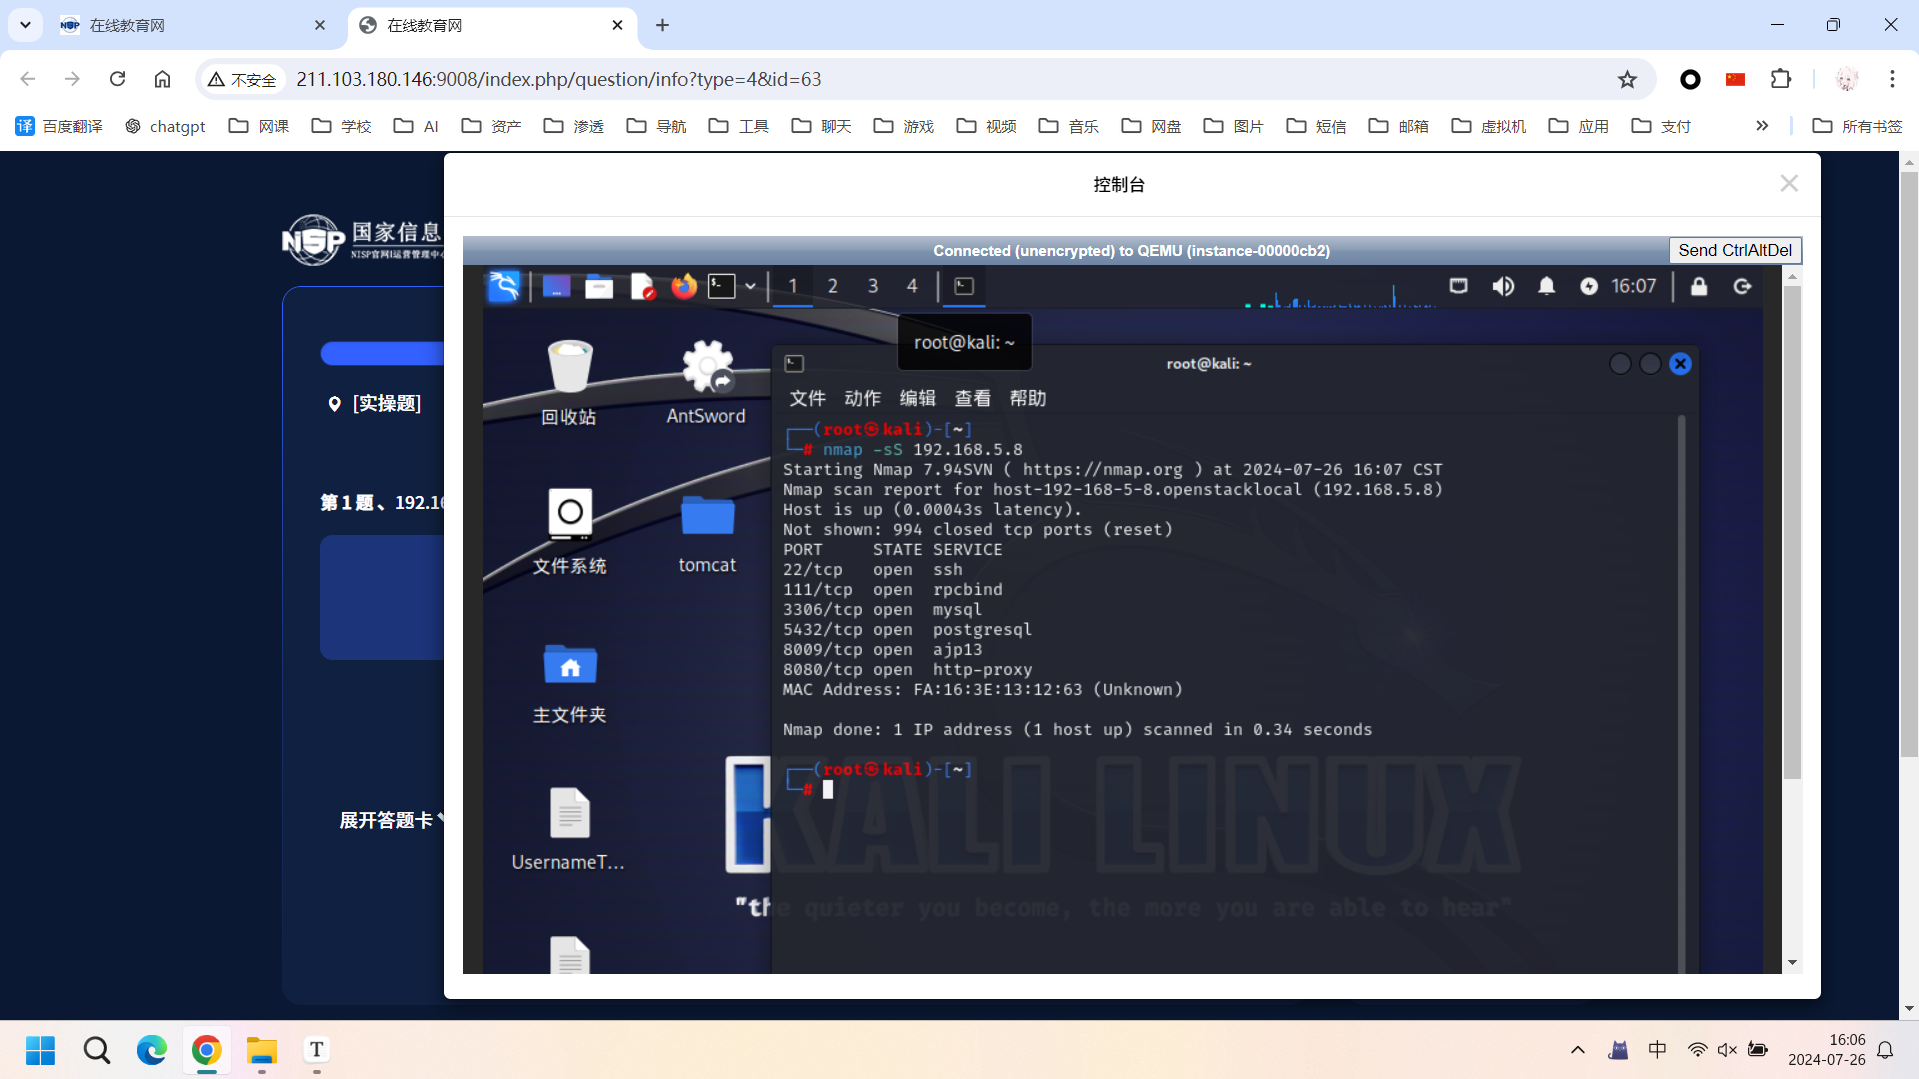 在线教育网
在线教育网
不安全
211.103.180.146:9008/index.php/question/info?type=4&id=63
译 百度翻译
chatgpt
网课
学校
AI
资产
渗透
导航
工具
聊天
游戏
视频
音乐
网盘
图片
短信
邮箱
虚拟机
应用
支付
所有书签
控制台
NISP
国家信息
Connected (unencrypted) to QEMU (instance-00000cb2)
Send CtrlAltDel
1 2 3 4
16:07
root@kali: ~
root@kali: ~
回收站
AntSword
文件 动作 编辑 查看 帮助
[实操题]
第 1 题 、192.16
展开答题卡
文件系统
tomcat
主文件夹
UsernameT...
┌──(root㉿kali)-[~]
└─# nmap -sS 192.168.5.8
Starting Nmap 7.94SVN ( https://nmap.org ) at 2024-07-26 16:07 CST
Nmap scan report for host-192-168-5-8.openstacklocal (192.168.5.8)
Host is up (0.00043s latency).
Not shown: 994 closed tcp ports (reset)
PORT     STATE SERVICE
22/tcp   open  ssh
111/tcp  open  rpcbind
3306/tcp open  mysql
5432/tcp open  postgresql
8009/tcp open  ajp13
8080/tcp open  http-proxy
MAC Address: FA:16:3E:13:12:63 (Unknown)
Nmap done: 1 IP address (1 host up) scanned in 0.34 seconds
┌──(root㉿kali)-[~]
└─#
KALI LINUX
"the quieter you become, the more you are able to hear"
中
16:06
2024-07-26